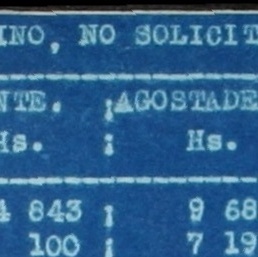 INO, NO SOLICIT
NTE. ¦AGOSTADE
Hs. ¦ Hs.
4 843 ¦ 9 68
100 ¦ 7 19